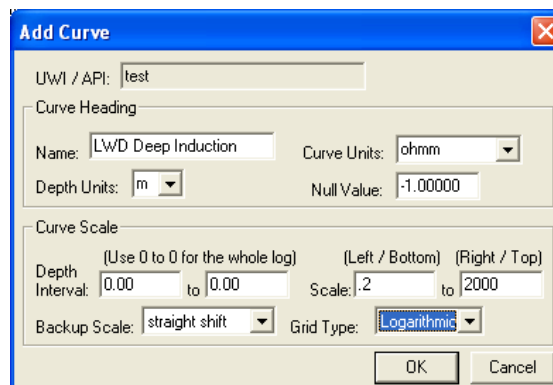 Add Curve
UWI / API: test
Curve Heading
Name: LWD Deep Induction Curve Units: ohmm
Depth Units: m Null Value: -1.00000
Curve Scale
(Use 0 to 0 for the whole log) (Left / Bottom) (Right / Top)
Depth Interval: 0.00 to 0.00 Scale: .2 to 2000
Backup Scale: straight shift Grid Type: Logarithmic
OK Cancel